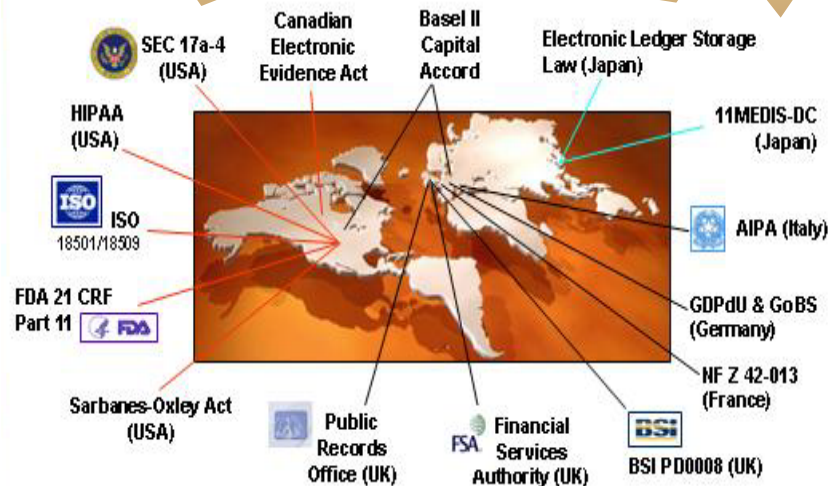 SEC 17a-4
(USA)
Canadian
Electronic
Evidence Act
Basel II
Capital
Accord
Electronic Ledger Storage
Law (Japan)
HIPAA
(USA)
11MEDIS-DC
(Japan)
ISO
ISO
18501/18509
AIPA (Italy)
FDA 21 CRF
Part 11
FDA
GDPdU & GoBS
(Germany)
NF Z 42-013
(France)
Sarbanes-Oxley Act
(USA)
Public
Records
Office (UK)
FSA
Financial
Services
Authority (UK)
BSi
BSI PD0008 (UK)